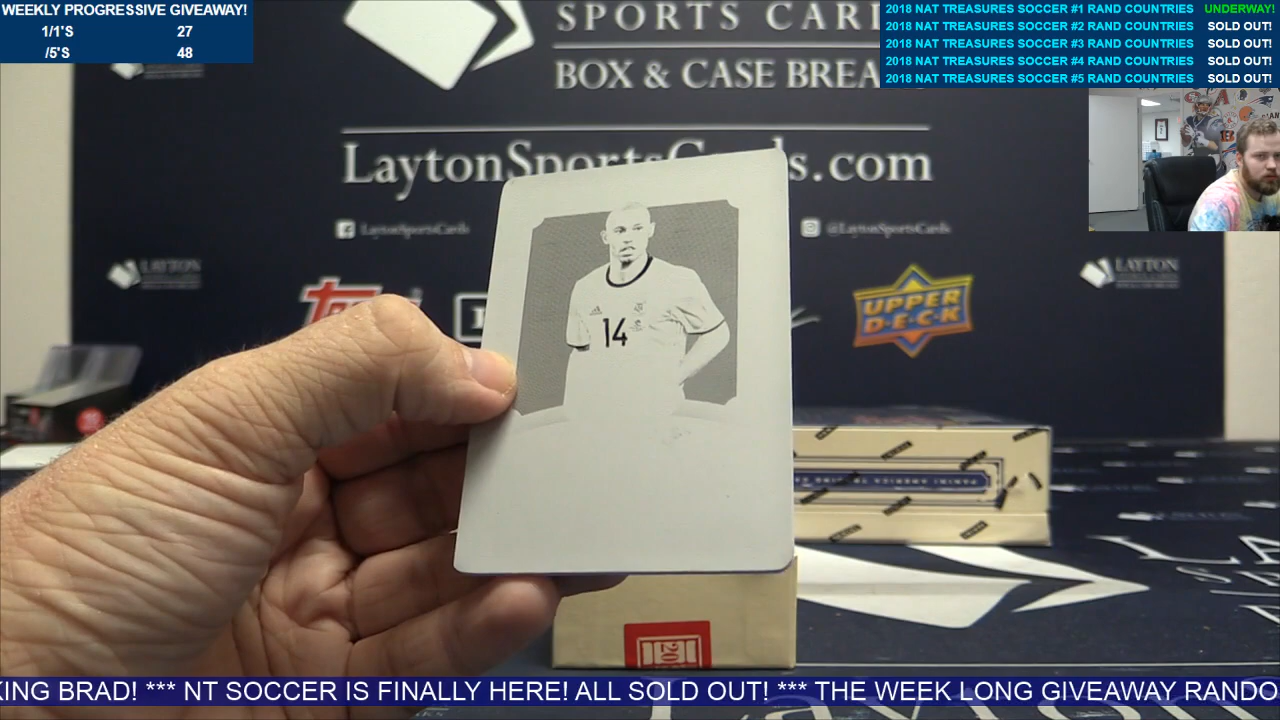 WEEKLY PROGRESSIVE GIVEAWAY!
1/1'S 27
/5'S 48
2018 NAT TREASURES SOCCER #1 RAND COUNTRIES UNDERWAY!
2018 NAT TREASURES SOCCER #2 RAND COUNTRIES SOLD OUT!
2018 NAT TREASURES SOCCER #3 RAND COUNTRIES SOLD OUT!
2018 NAT TREASURES SOCCER #4 RAND COUNTRIES SOLD OUT!
2018 NAT TREASURES SOCCER #5 RAND COUNTRIES SOLD OUT!
SPORTS CAR
BOX & CASE BREA
LaytonSportsCards.com
LaytonSportsCards
@LaytonSportsCards
LAYTON
LAYTON
UPPER
D·E·C·K
14
20
KING BRAD! *** NT SOCCER IS FINALLY HERE! ALL SOLD OUT! *** THE WEEK LONG GIVEAWAY RANDO